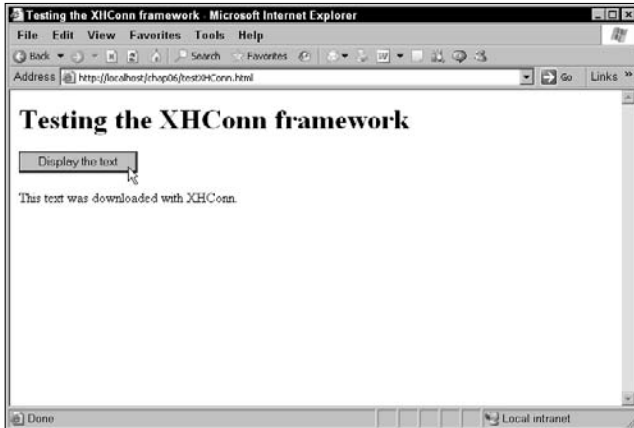 Testing the XHConn framework - Microsoft Internet Explorer
File Edit View Favorites Tools Help
Back Search Favorites
Address http://localhost/chap06/testXHConn.html Go Links »
Testing the XHConn framework
Display the text
This text was downloaded with XHConn.
Done Local intranet